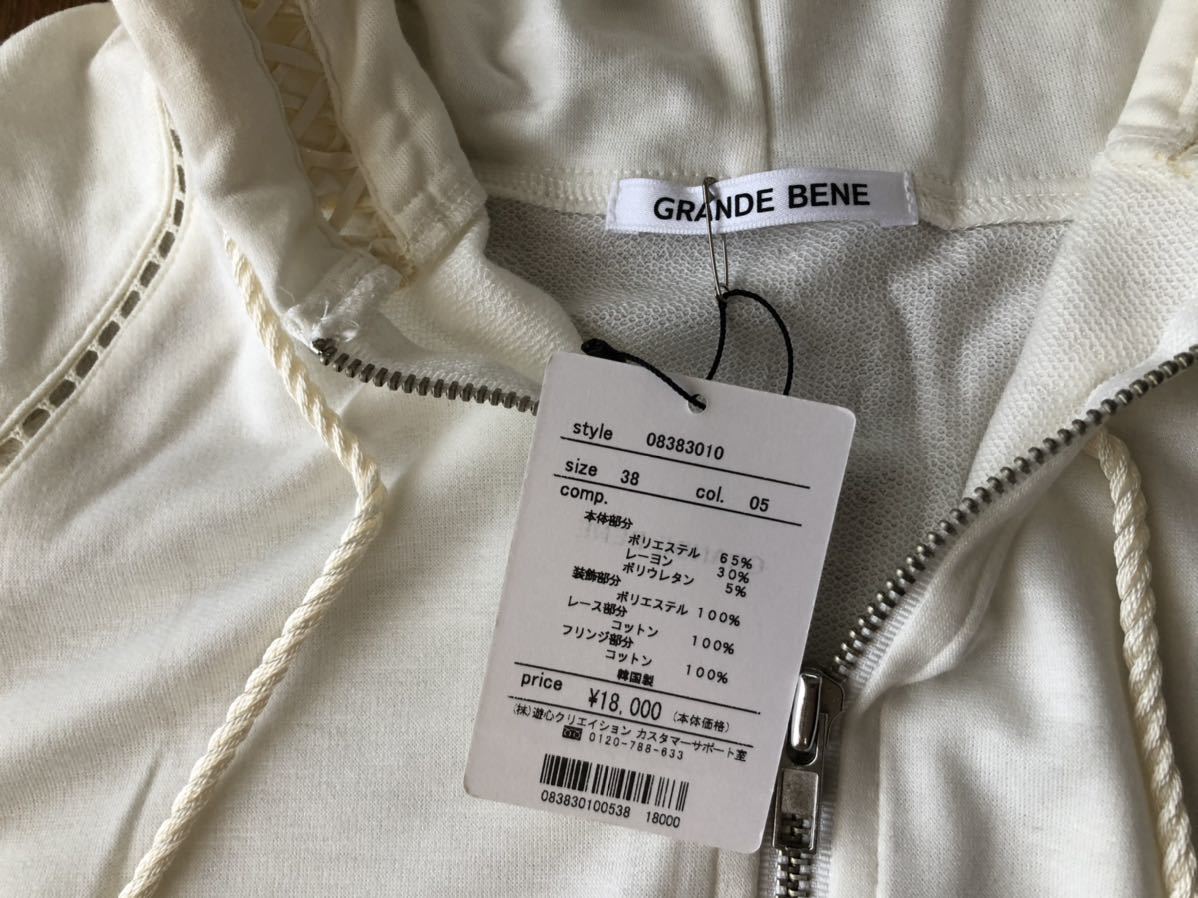 GRANDE BENE
style 08383010
size 38 col. 05
comp.
本体部分
ポリエステル 65%
レーヨン 30%
ポリウレタン 5%
装飾部分
ポリエステル 100%
レース部分
コットン 100%
フリンジ部分
コットン 100%
韓国製
price ¥18,000 (本体価格)
(株)遊心クリエイション カスタマーサポート室
0120-788-633
083830100538 18000